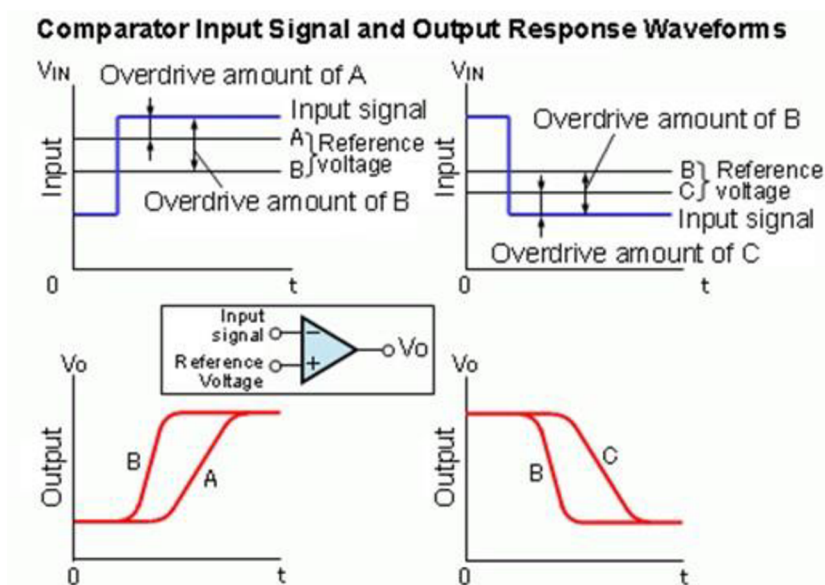 Comparator Input Signal and Output Response Waveforms
VIN
Overdrive amount of A
Input signal
A
Reference
B
voltage
Input
Overdrive amount of B
0
t
VIN
Overdrive amount of B
B
Reference
C
voltage
Input
Input signal
Overdrive amount of C
0
t
Input
signal
−
Reference
Voltage
+
Vo
Vo
B
A
Output
0
t
Vo
B
C
Output
0
t